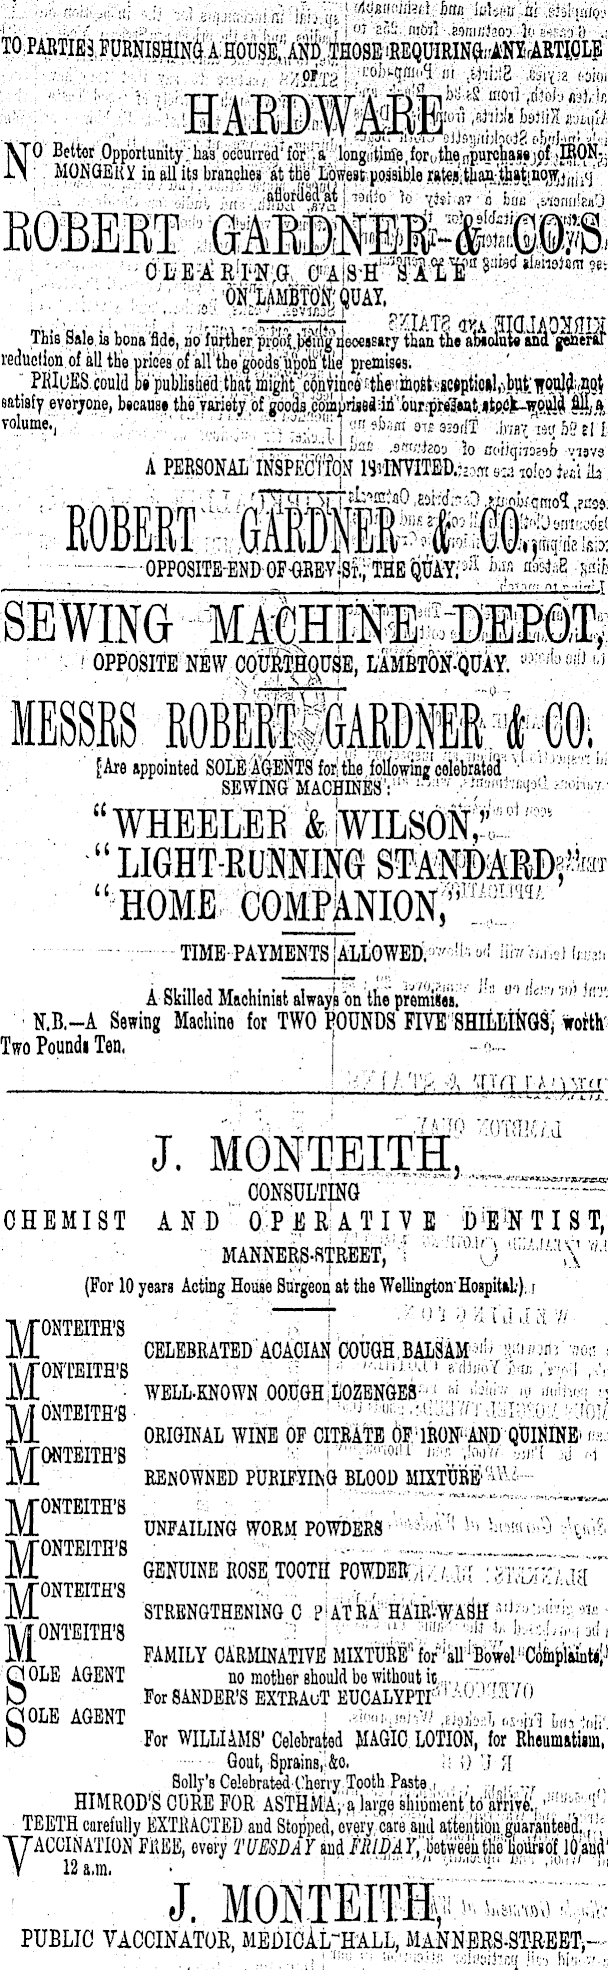 TO PARTIES FURNISHING A HOUSE, AND THOSE REQUIRING ANY ARTICLE
OF
HARDWARE
NO Better Opportunity has occurred for a long time for the purchase of IRON-
MONGERY in all its branches at the Lowest possible rates than that now
afforded at
ROBERT GARDNER & CO.'S
CLEARING CASH SALE
ON LAMBTON QUAY.
This Sale is bona fide, no further proof being necessary than the absolute and general
reduction of all the prices of all the goods upon the premises.
PRICES could be published that might convince the most sceptical, but would not
satisfy everyone, because the variety of goods comprised in our present stock would fill a
volume.
A PERSONAL INSPECTION IS INVITED.
ROBERT GARDNER & CO.,
OPPOSITE END OF GREY-ST., THE QUAY.
SEWING MACHINE DEPOT,
OPPOSITE NEW COURTHOUSE, LAMBTON-QUAY.
MESSRS ROBERT GARDNER & CO.
Are appointed SOLE AGENTS for the following celebrated
SEWING MACHINES:
"WHEELER & WILSON,"
"LIGHT-RUNNING STANDARD,"
"HOME COMPANION,"
TIME-PAYMENTS ALLOWED.
A Skilled Machinist always on the premises.
N.B.—A Sewing Machine for TWO POUNDS FIVE SHILLINGS, worth
Two Pounds Ten.
J. MONTEITH,
CONSULTING
CHEMIST AND OPERATIVE DENTIST,
MANNERS-STREET,
(For 10 years Acting House Surgeon at the Wellington Hospital.)
MONTEITH'S
CELEBRATED ACACIAN COUGH BALSAM
MONTEITH'S
WELL-KNOWN COUGH LOZENGES
MONTEITH'S
ORIGINAL WINE OF CITRATE OF IRON AND QUININE
MONTEITH'S
RENOWNED PURIFYING BLOOD MIXTURE
MONTEITH'S
UNFAILING WORM POWDERS
MONTEITH'S
GENUINE ROSE TOOTH POWDER
MONTEITH'S
STRENGTHENING HAIR-WASH
MONTEITH'S
FAMILY CARMINATIVE MIXTURE for all Bowel Complaints,
no mother should be without it
SOLE AGENT
For SANDER'S EXTRACT EUCALYPTI
SOLE AGENT
For WILLIAMS' Celebrated MAGIC LOTION, for Rheumatism,
Gout, Sprains, &c.
Solly's Celebrated Cherry Tooth Paste
HIMROD'S CURE FOR ASTHMA, a large shipment to arrive.
TEETH carefully EXTRACTED and Stopped, every care and attention guaranteed.
VACCINATION FREE, every TUESDAY and FRIDAY, between the hours of 10 and
12 a.m.
J. MONTEITH,
PUBLIC VACCINATOR, MEDICAL HALL, MANNERS-STREET,